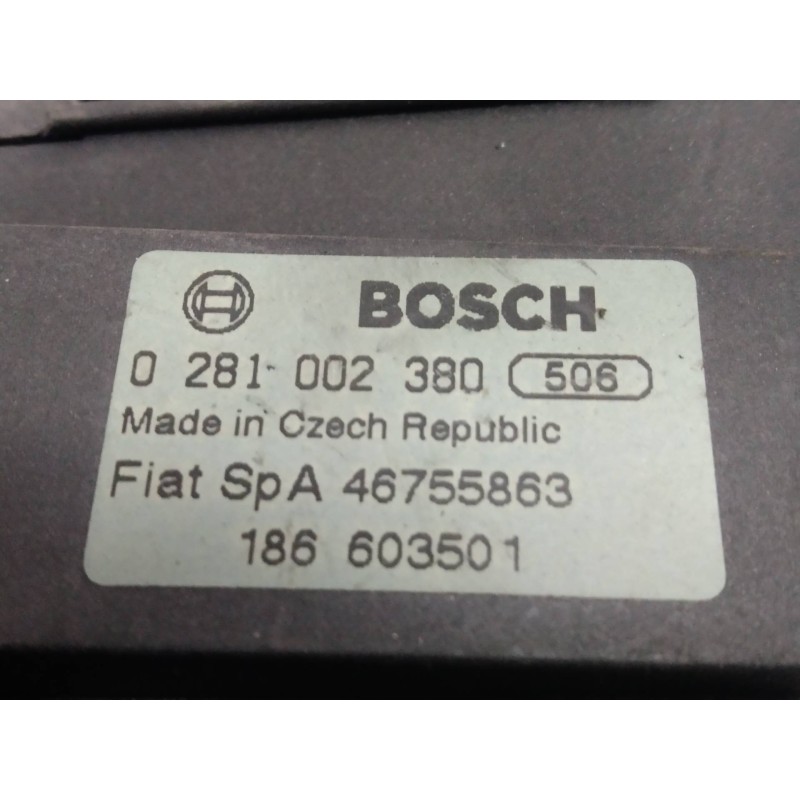 BOSCH
0 281 002 380 506
Made in Czech Republic
Fiat SpA 46755863
186 603501